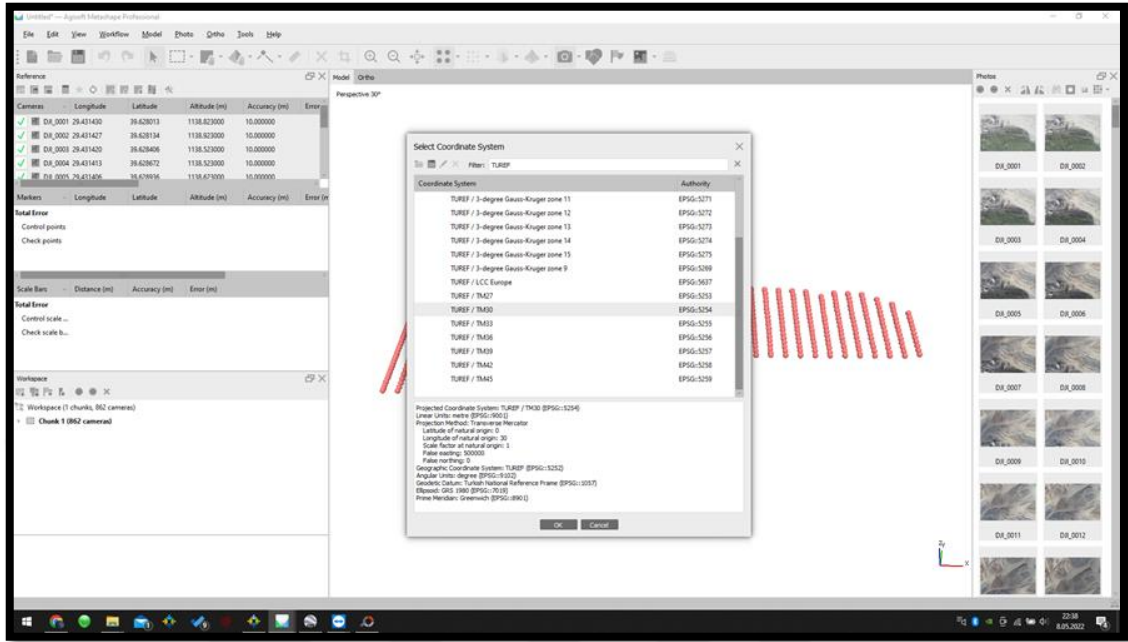 Untitled* — Agisoft Metashape Professional
File Edit View Workflow Model Photo Ortho Tools Help
Reference
Cameras Longitude Latitude Altitude (m) Accuracy (m) Error
DJI_0001 29.431430 39.628013 1138.823000 10.000000
DJI_0002 29.431427 39.628134 1138.923000 10.000000
DJI_0003 29.431420 39.628406 1138.523000 10.000000
DJI_0004 29.431413 39.628672 1138.523000 10.000000
DJI_0005 29.431406 39.628936 1138.673000 10.000000
Markers Longitude Latitude Altitude (m) Accuracy (m) Error (m
Total Error
Control points
Check points
Scale Bars Distance (m) Accuracy (m) Error (m)
Total Error
Control scale ...
Check scale b...
Workspace
Workspace (1 chunks, 862 cameras)
Chunk 1 (862 cameras)
Model Ortho
Perspective 30°
Select Coordinate System
Filter: TUREF
Coordinate System Authority
TUREF / 3-degree Gauss-Kruger zone 11 EPSG::5271
TUREF / 3-degree Gauss-Kruger zone 12 EPSG::5272
TUREF / 3-degree Gauss-Kruger zone 13 EPSG::5273
TUREF / 3-degree Gauss-Kruger zone 14 EPSG::5274
TUREF / 3-degree Gauss-Kruger zone 15 EPSG::5275
TUREF / 3-degree Gauss-Kruger zone 9 EPSG::5269
TUREF / LCC Europe EPSG::5637
TUREF / TM27 EPSG::5253
TUREF / TM30 EPSG::5254
TUREF / TM33 EPSG::5255
TUREF / TM36 EPSG::5256
TUREF / TM39 EPSG::5257
TUREF / TM42 EPSG::5258
TUREF / TM45 EPSG::5259
Projected Coordinate System: TUREF / TM30 (EPSG::5254)
Linear Units: metre (EPSG::9001)
Projection Method: Transverse Mercator
Latitude of natural origin: 0
Longitude of natural origin: 30
Scale factor at natural origin: 1
False easting: 500000
False northing: 0
Geographic Coordinate System: TUREF (EPSG::5252)
Angular Units: degree (EPSG::9102)
Geodetic Datum: Turkish National Reference Frame (EPSG::1057)
Ellipsoid: GRS 1980 (EPSG::7019)
Prime Meridian: Greenwich (EPSG::8901)
OK Cancel
Photos
DJI_0001 DJI_0002
DJI_0003 DJI_0004
DJI_0005 DJI_0006
DJI_0007 DJI_0008
DJI_0009 DJI_0010
DJI_0011 DJI_0012
Z Y X
22:38
8.05.2022